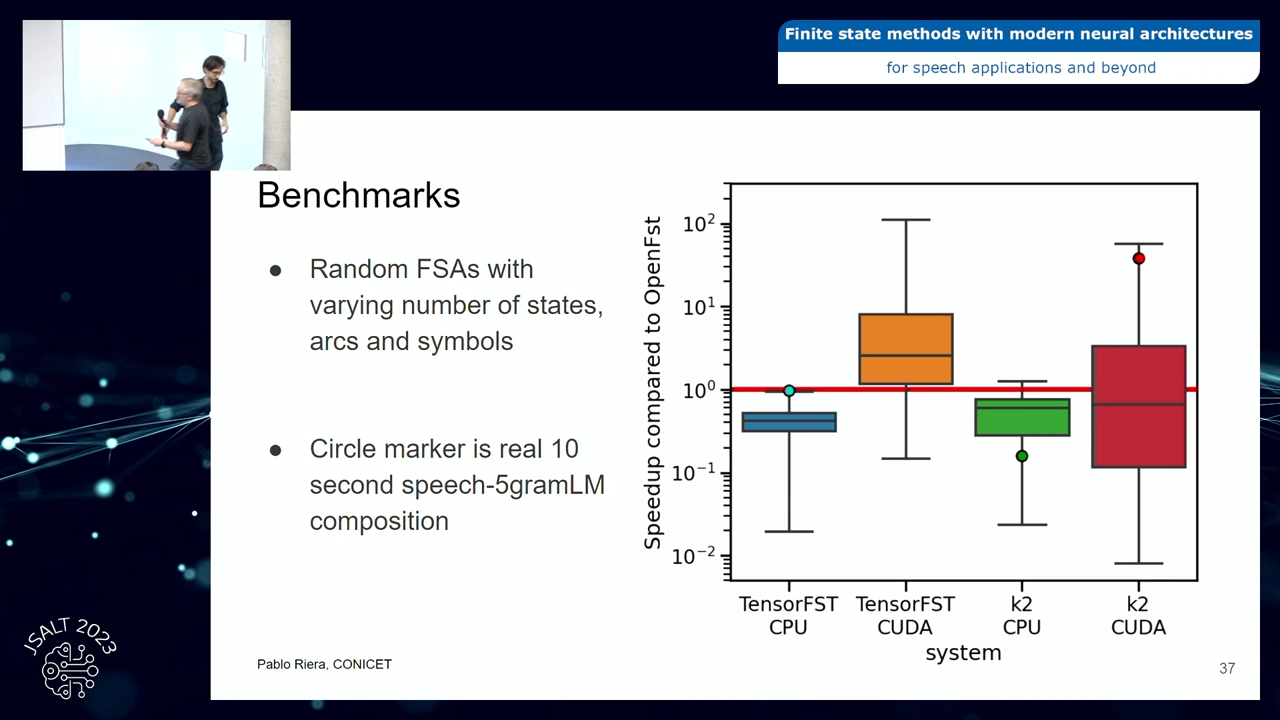 Finite state methods with modern neural architectures
for speech applications and beyond
Benchmarks
● Random FSAs with
varying number of states,
arcs and symbols
● Circle marker is real 10
second speech-5gramLM
composition
Speedup compared to OpenFst
10²
10¹
10⁰
10⁻¹
10⁻²
TensorFST
CPU
TensorFST
CUDA
k2
CPU
k2
CUDA
system
Pablo Riera, CONICET
37
JSALT 2023